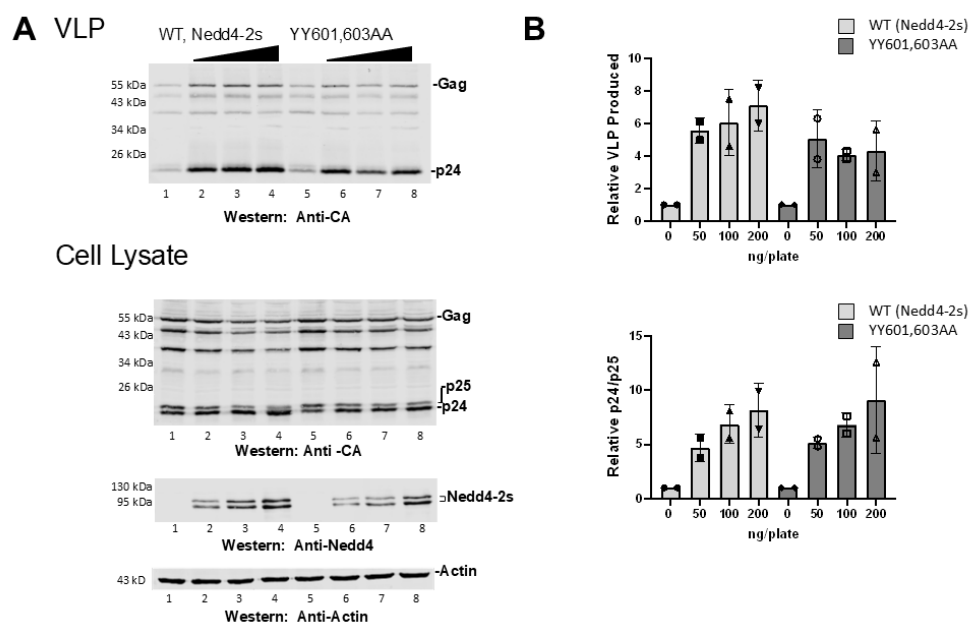 A VLP
WT, Nedd4-2s YY601,603AA
55 kDa
43 kDa
34 kDa
26 kDa
-Gag
-p24
1 2 3 4 5 6 7 8
Western: Anti-CA
Cell Lysate
55 kDa
43 kDa
34 kDa
26 kDa
-Gag
p25
-p24
1 2 3 4 5 6 7 8
Western: Anti -CA
130 kDa
95 kDa
Nedd4-2s
1 2 3 4 5 6 7 8
Western: Anti-Nedd4
43 kD
-Actin
1 2 3 4 5 6 7 8
Western: Anti-Actin
B
WT (Nedd4-2s)
YY601,603AA
Relative VLP Produced
10
8
6
4
2
0
0 50 100 200 0 50 100 200
ng/plate
WT (Nedd4-2s)
YY601,603AA
Relative p24/p25
15
10
5
0
0 50 100 200 0 50 100 200
ng/plate